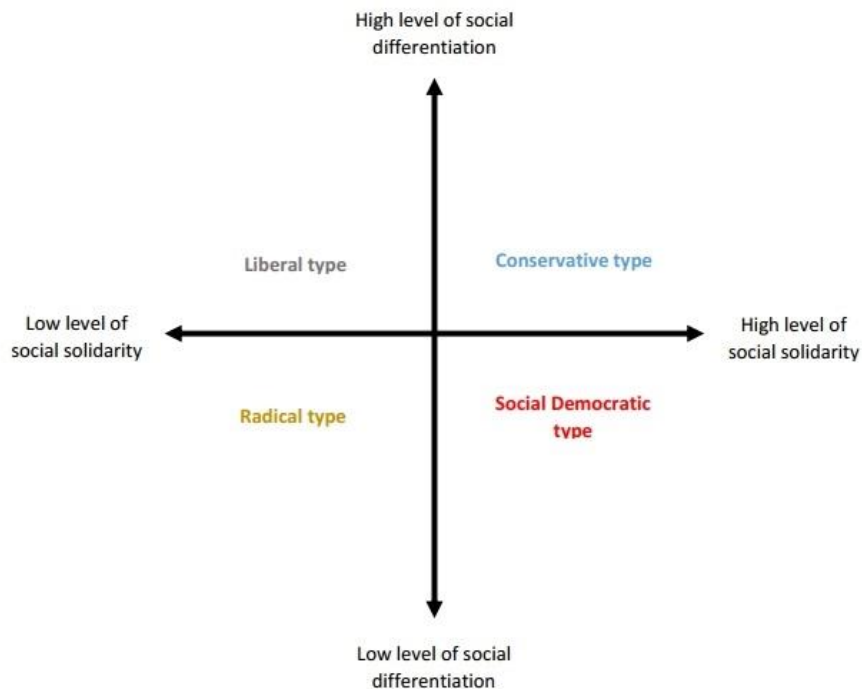 High level of social
differentiation
Liberal type
Conservative type
Low level of
social solidarity
High level of
social solidarity
Radical type
Social Democratic
type
Low level of social
differentiation